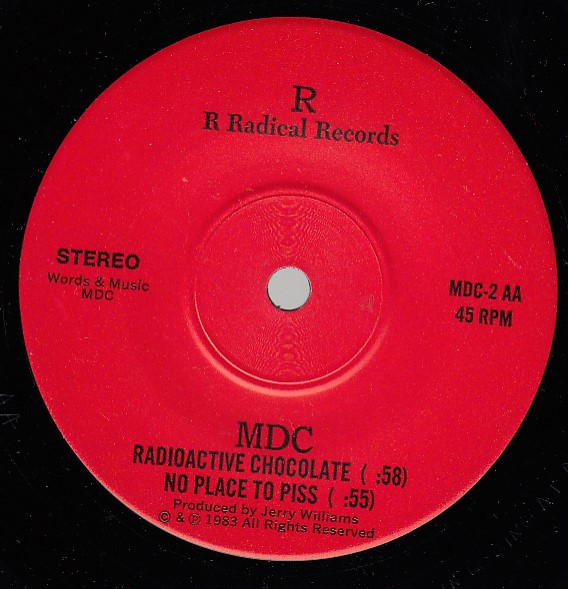 R
R Radical Records
STEREO
Words & Music
MDC
MDC-2 AA
45 RPM
MDC
RADIOACTIVE CHOCOLATE ( :58)
NO PLACE TO PISS ( :55)
Produced by Jerry Williams
© & ℗ 1983 All Rights Reserved